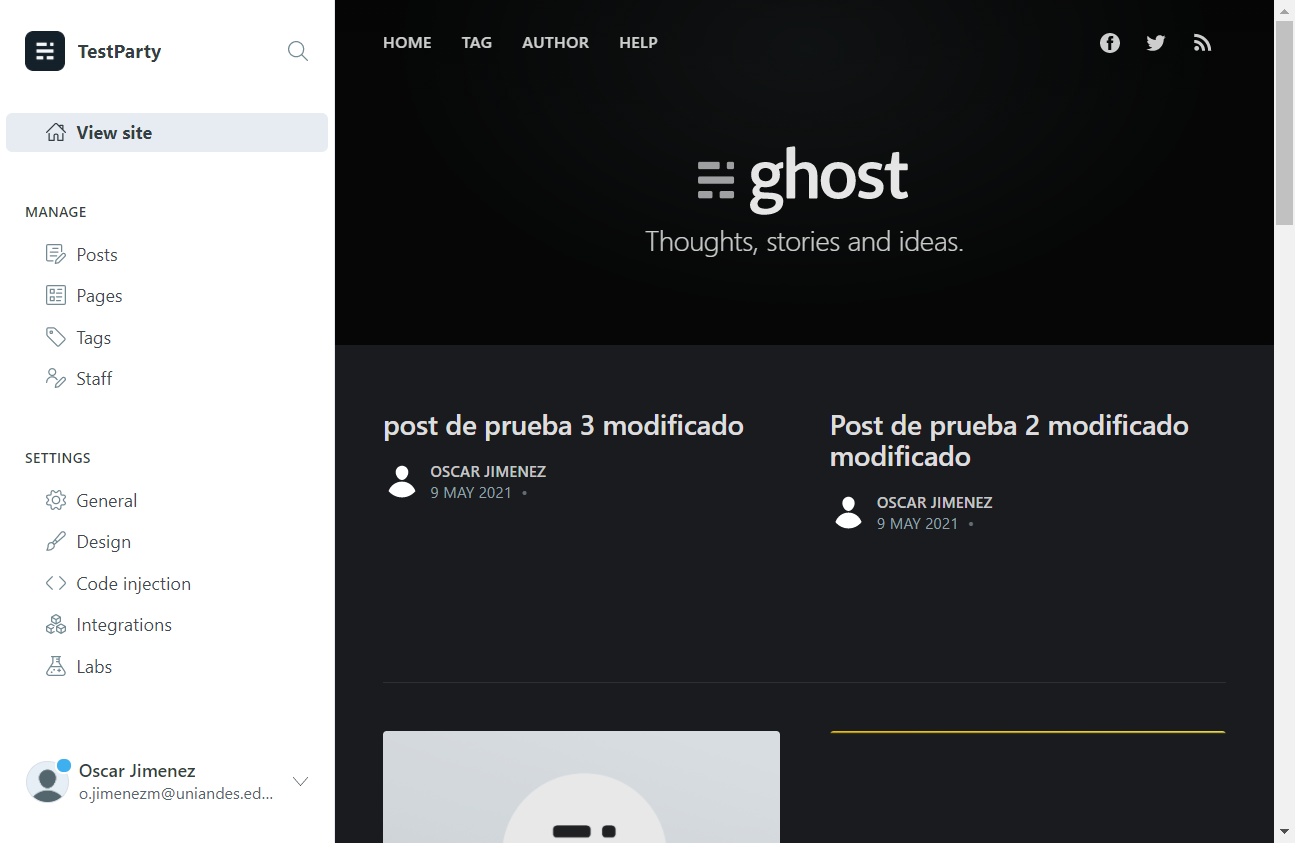 TestParty
View site
MANAGE
Posts
Pages
Tags
Staff
SETTINGS
General
Design
Code injection
Integrations
Labs
Oscar Jimenez
o.jimenezm@uniandes.ed...
HOME TAG AUTHOR HELP
ghost
Thoughts, stories and ideas.
post de prueba 3 modificado
OSCAR JIMENEZ
9 MAY 2021 •
Post de prueba 2 modificado
modificado
OSCAR JIMENEZ
9 MAY 2021 •